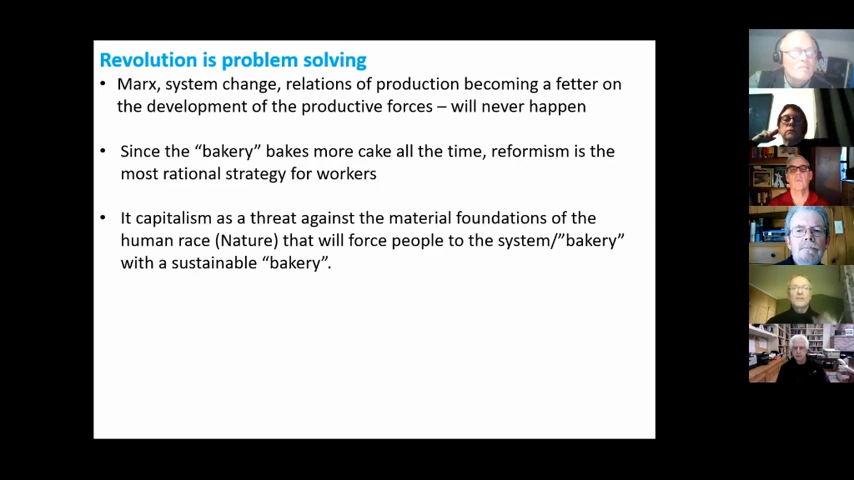 Revolution is problem solving
• Marx, system change, relations of production becoming a fetter on
the development of the productive forces – will never happen
• Since the “bakery” bakes more cake all the time, reformism is the
most rational strategy for workers
• It capitalism as a threat against the material foundations of the
human race (Nature) that will force people to the system/”bakery”
with a sustainable “bakery”.